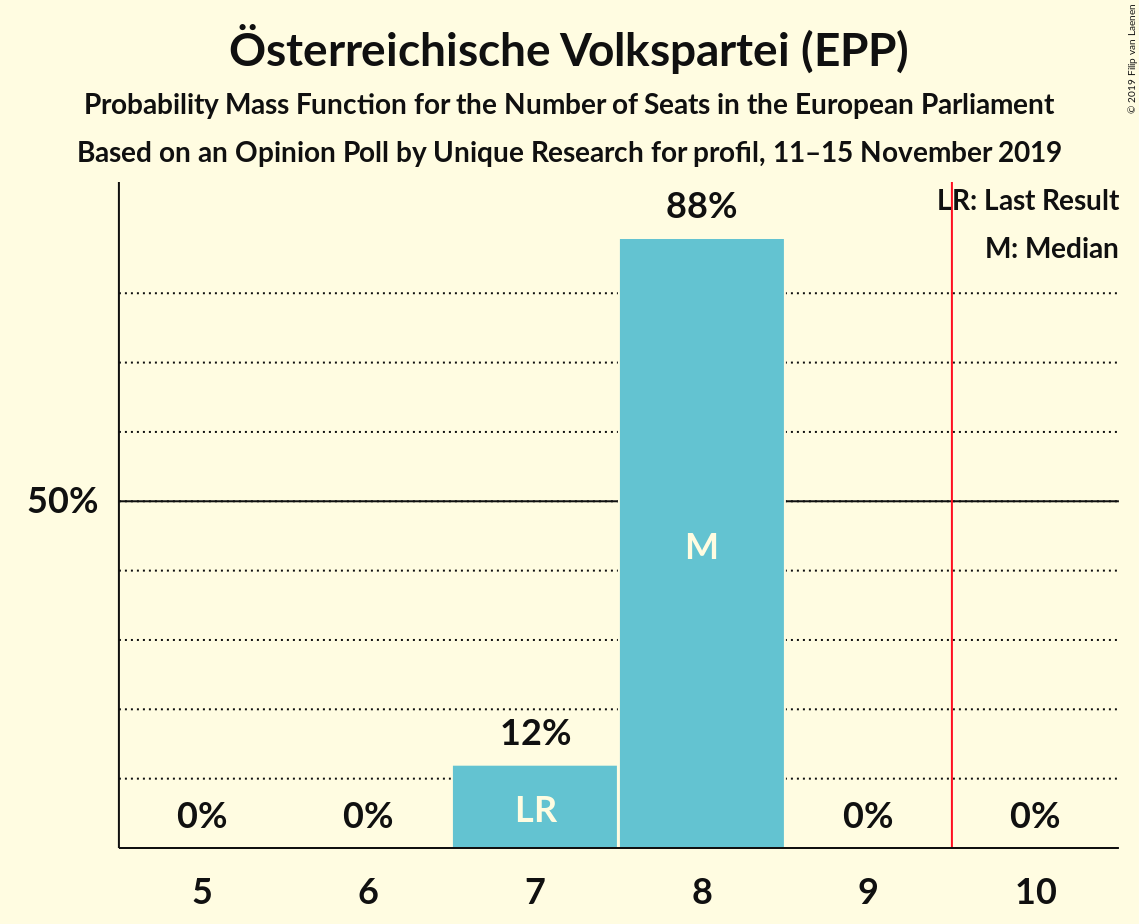 Österreichische Volkspartei (EPP)
Probability Mass Function for the Number of Seats in the European Parliament
Based on an Opinion Poll by Unique Research for profil, 11–15 November 2019
© 2019 Filip van Laenen
LR: Last Result
M: Median
88%
50%
M
12%
LR
0%
0%
0%
0%
5
6
7
8
9
10